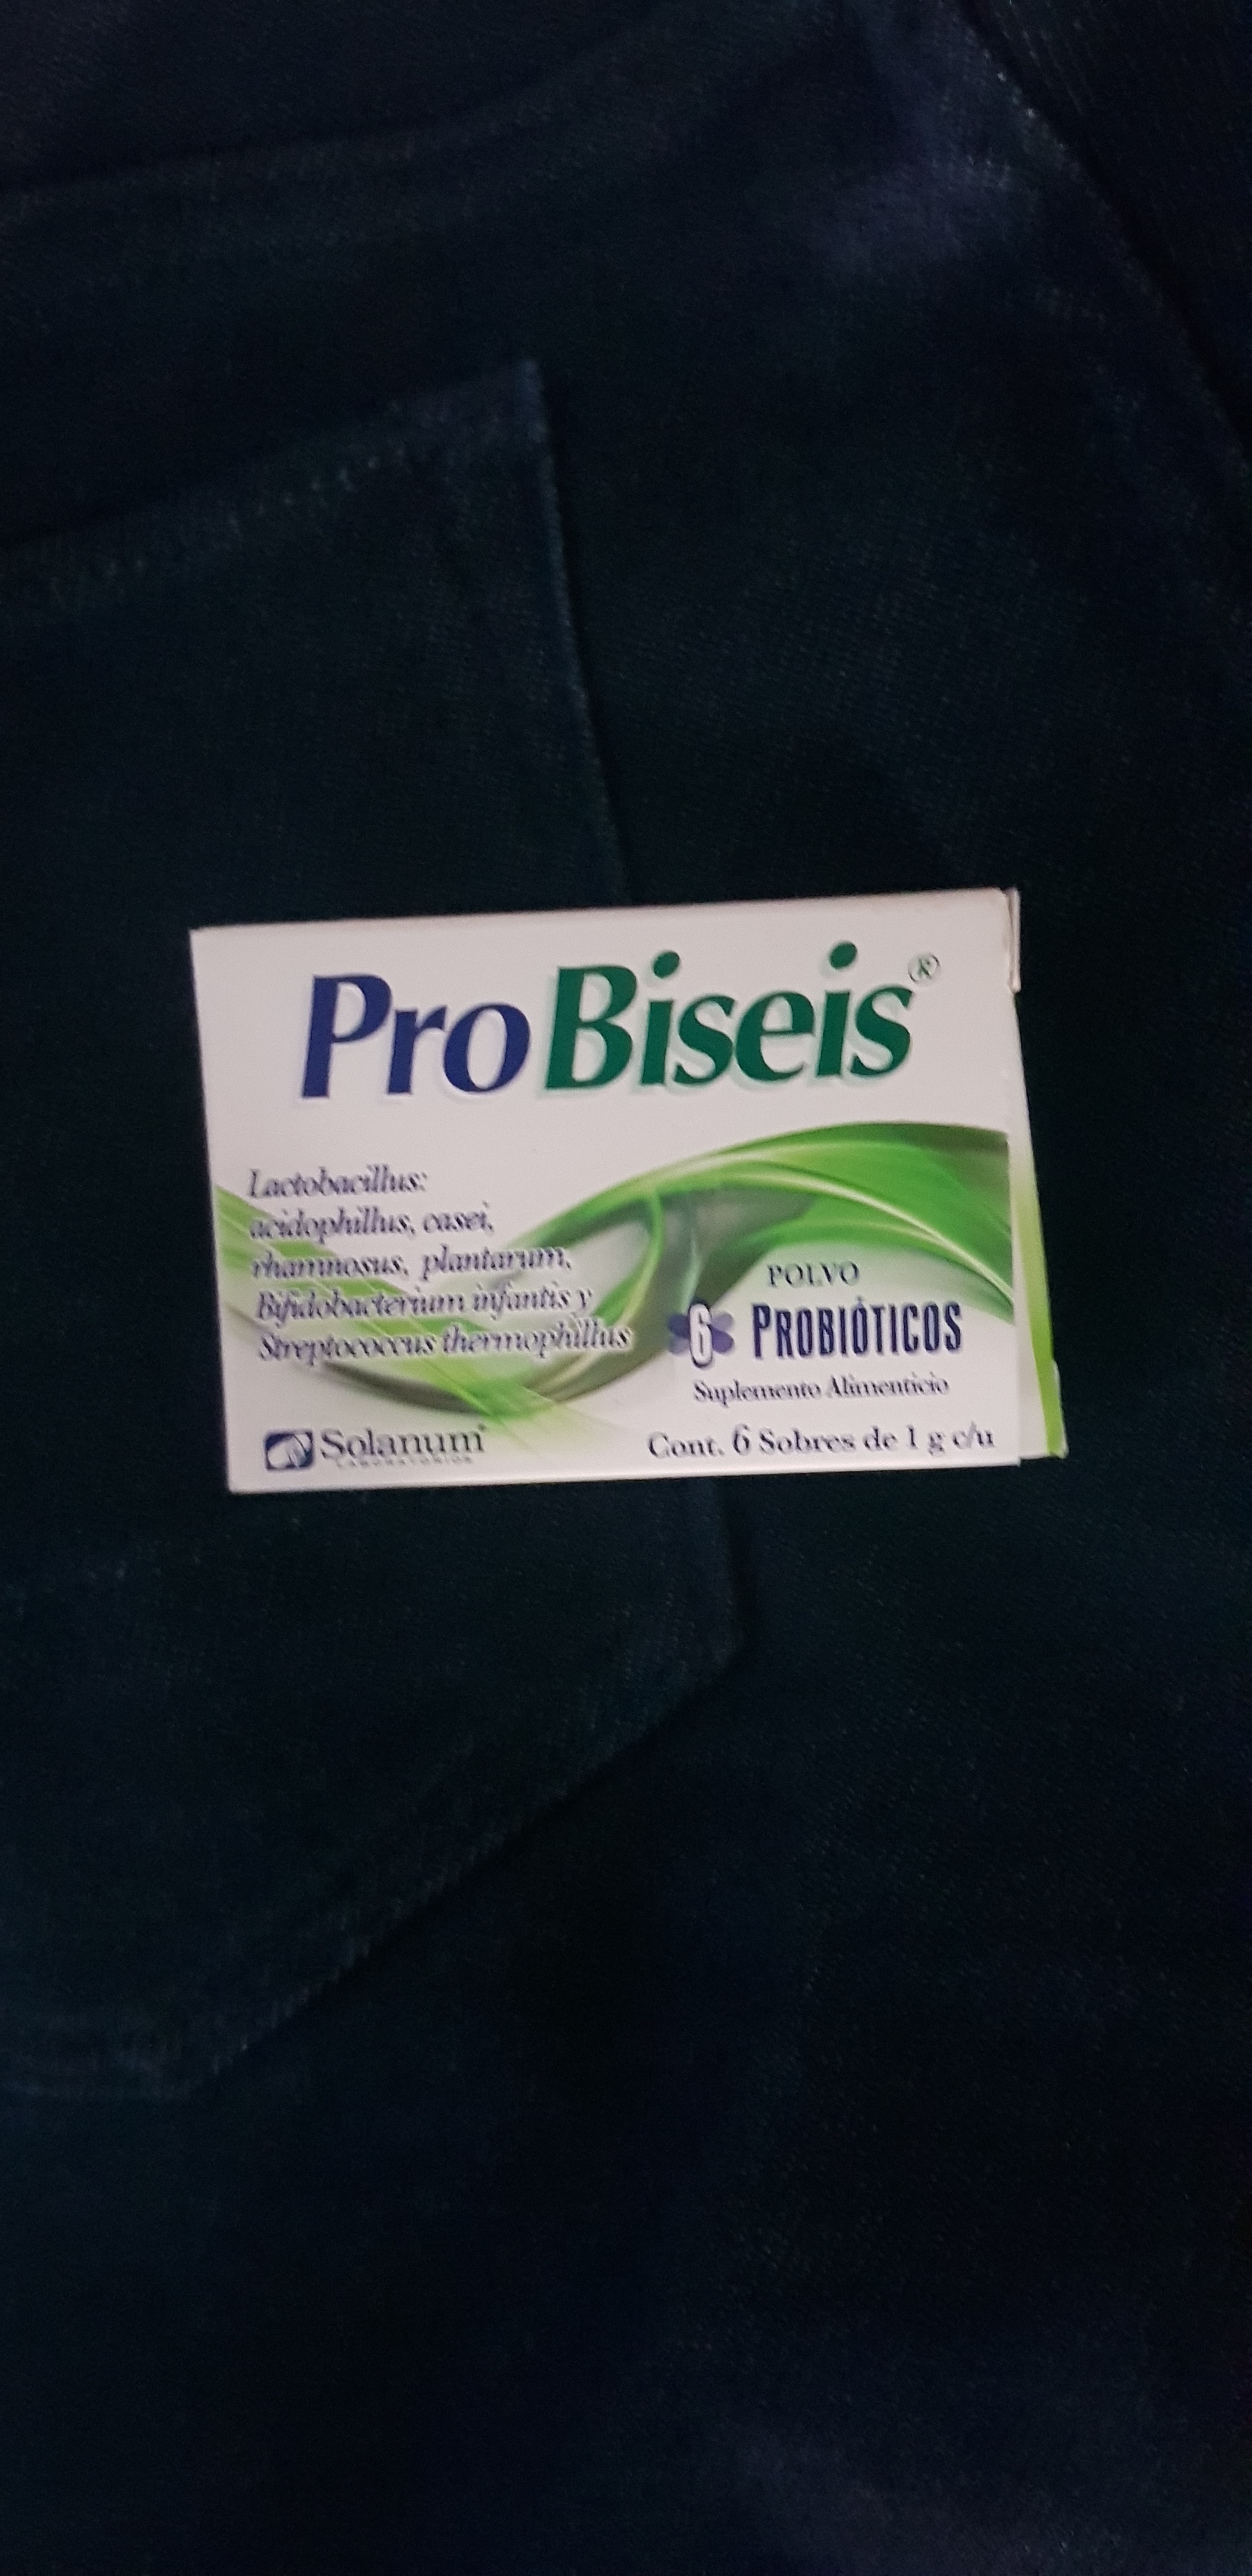 ProBiseis®
Lactobacillus:
acidophillus, casei,
rhamnosus, plantarum,
Bifidobacterium infantis y
Streptococcus thermophillus
POLVO
6 PROBIÓTICOS
Suplemento Alimenticio
Solanum
LABORATORIOS
Cont. 6 Sobres de 1 g c/u